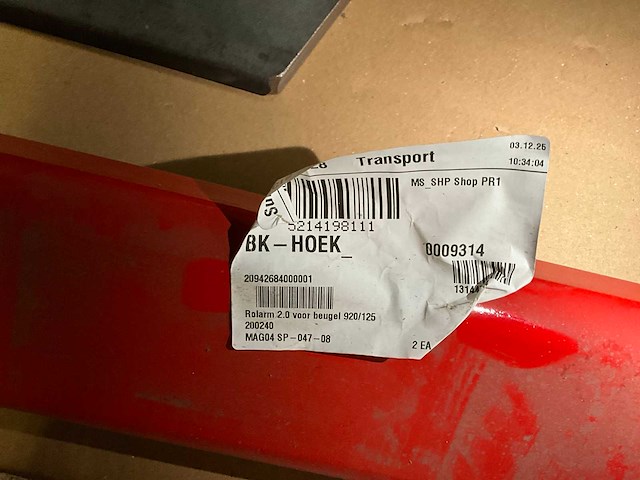 Transport
03.12.26
10:34:04
MS_SHP Shop PR1
5214198111
BK-HOEK_
0009314
20942684000001
Rolarm 2.0 voor beugel 920/125
200240
MAG04 SP-047-08
2 EA